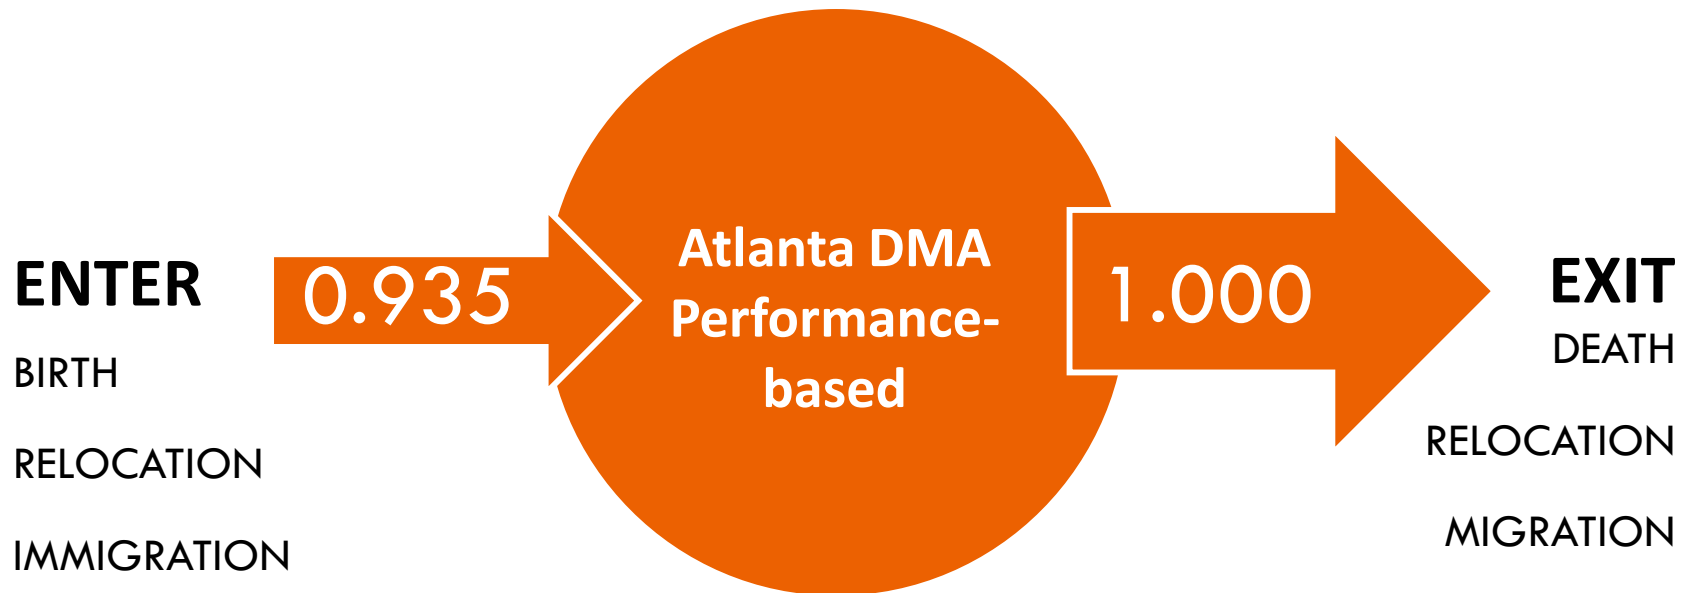 ENTER
BIRTH
RELOCATION
IMMIGRATION
0.935
Atlanta DMA
Performance-
based
1.000
EXIT
DEATH
RELOCATION
MIGRATION